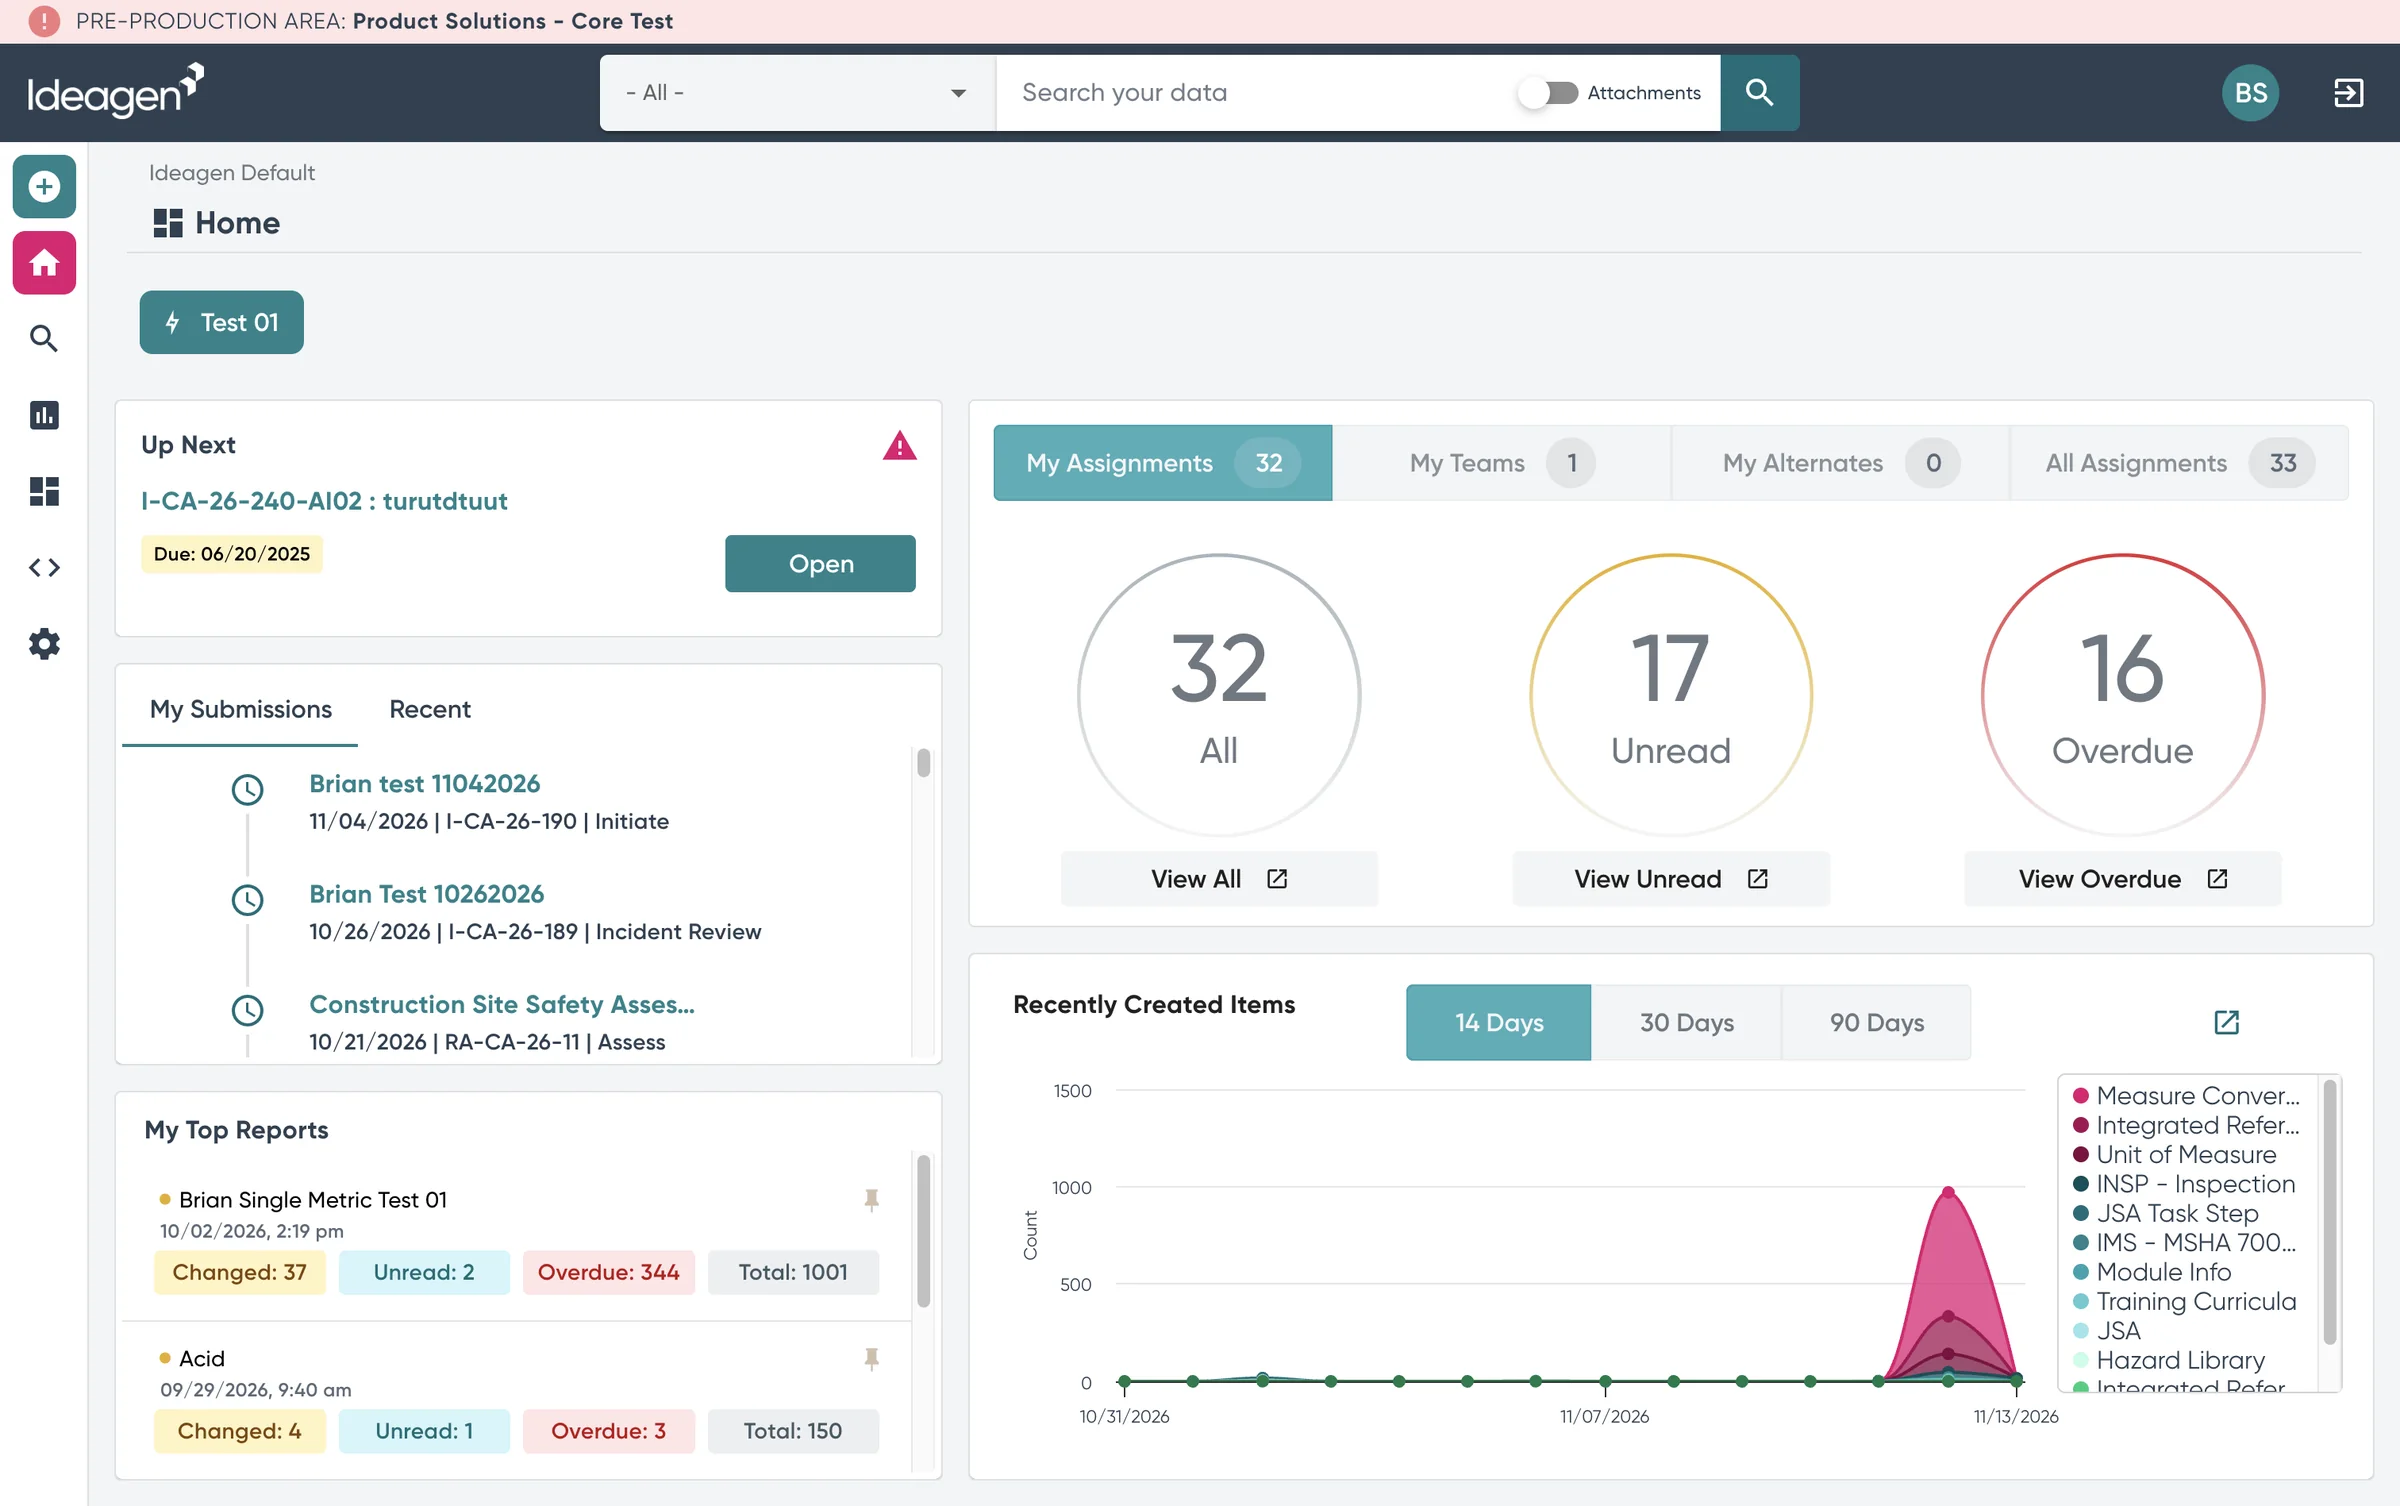 PRE-PRODUCTION AREA: Product Solutions - Core Test
Ideagen
- All -
Search your data
Attachments
BS
Ideagen Default
Home
Test 01
Up Next
I-CA-26-240-AI02 : turutdtuut
Due: 06/20/2025
Open
My Submissions
Recent
Brian test 11042026
11/04/2026 | I-CA-26-190 | Initiate
Brian Test 10262026
10/26/2026 | I-CA-26-189 | Incident Review
Construction Site Safety Asses...
10/21/2026 | RA-CA-26-11 | Assess
My Top Reports
Brian Single Metric Test 01
10/02/2026, 2:19 pm
Changed: 37
Unread: 2
Overdue: 344
Total: 1001
Acid
09/29/2026, 9:40 am
Changed: 4
Unread: 1
Overdue: 3
Total: 150
My Assignments 32
My Teams 1
My Alternates 0
All Assignments 33
32
All
View All
17
Unread
View Unread
16
Overdue
View Overdue
Recently Created Items
14 Days
30 Days
90 Days
Count
1500
1000
500
0
10/31/2026
11/07/2026
11/13/2026
Measure Conver...
Integrated Refer...
Unit of Measure
INSP - Inspection
JSA Task Step
IMS - MSHA 700...
Module Info
Training Curricula
JSA
Hazard Library
Integrated Refer